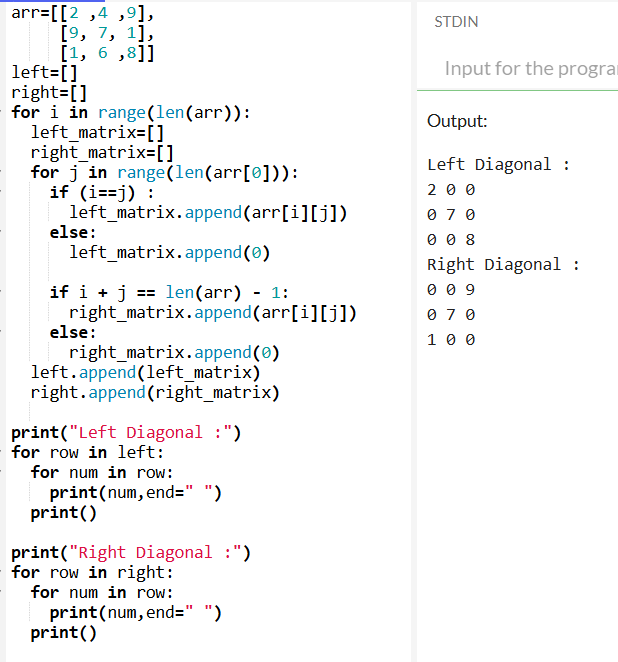 arr=[[2 ,4 ,9],
     [9, 7, 1],
     [1, 6 ,8]]
left=[]
right=[]
for i in range(len(arr)):
  left_matrix=[]
  right_matrix=[]
  for j in range(len(arr[0])):
    if (i==j) :
      left_matrix.append(arr[i][j])
    else:
      left_matrix.append(0)

    if i + j == len(arr) - 1:
      right_matrix.append(arr[i][j])
    else:
      right_matrix.append(0)
  left.append(left_matrix)
  right.append(right_matrix)

print("Left Diagonal :")
for row in left:
  for num in row:
    print(num,end=" ")
  print()

print("Right Diagonal :")
for row in right:
  for num in row:
    print(num,end=" ")
  print()
STDIN
Input for the
Output:
Left Diagonal :
2 0 0
0 7 0
0 0 8
Right Diagonal :
0 0 9
0 7 0
1 0 0